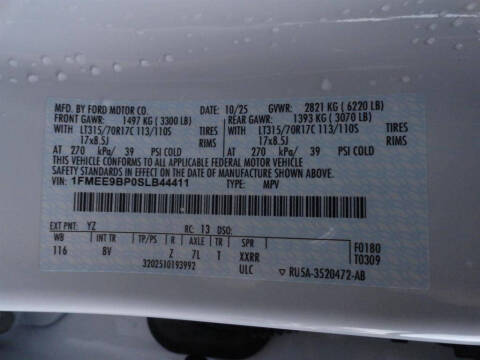 MFD. BY FORD MOTOR CO. 10/25 GVWR: 2821 KG ( 6220 LB)
FRONT GAWR: 1497 KG ( 3300 LB) REAR GAWR: 1393 KG ( 3070 LB)
WITH LT315/70R17C 113/110S TIRES WITH LT315/70R17C 113/110S TIRES
17x8.5J RIMS 17x8.5J RIMS
AT 270 kPa/ 39 PSI COLD AT 270 kPa/ 39 PSI COLD
THIS VEHICLE CONFORMS TO ALL APPLICABLE FEDERAL MOTOR VEHICLE
SAFETY STANDARDS IN EFFECT ON THE DATE OF MANUFACTURE SHOWN ABOVE.
VIN: 1FMEE9BP0SLB44411 TYPE: MPV
EXT PNT: YZ RC: 13 DSO: F0180
WB INT TR TP/PS R AXLE TR SPR T0309
116 8V Z 7L T XXRR
3202510193992 ULC RU5A-3520472-AB